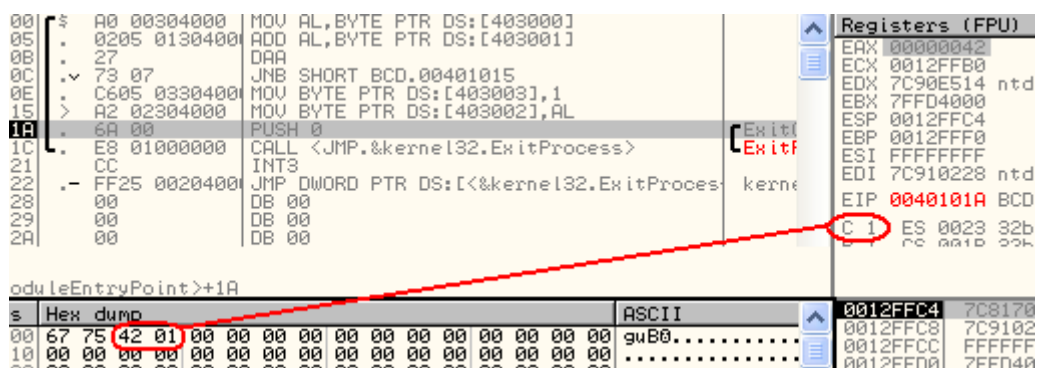 00 $ A0 00304000 MOV AL,BYTE PTR DS:[403000]
05 . 0205 01304000 ADD AL,BYTE PTR DS:[403001]
0B . 27 DAA
0C .v 73 07 JNB SHORT BCD.00401015
0E . C605 03304000 MOV BYTE PTR DS:[403003],1
15 > A2 02304000 MOV BYTE PTR DS:[403002],AL
1A . 6A 00 PUSH 0
1C . E8 01000000 CALL <JMP.&kernel32.ExitProcess>
21 CC INT3
22 .- FF25 00204000 JMP DWORD PTR DS:[<&kernel32.ExitProces
28 00 DB 00
29 00 DB 00
2A 00 DB 00
ExitP
kerne
Registers (FPU)
EAX 00000042
ECX 0012FFB0
EDX 7C90E514 ntd
EBX 7FFD4000
ESP 0012FFC4
EBP 0012FFF0
ESI FFFFFFFF
EDI 7C910228 ntd
EIP 0040101A BCD
C 1 ES 0023 32b
CS 001B 32b
oduleEntryPoint>+1A
s Hex dump ASCII
00 67 75 42 01 00 00 00 00 00 00 00 00 00 00 00 00 guB0............
10 00 00 00 00 00 00 00 00 00 00 00 00 00 00 00 00 ................
0012FFC4 7C8170
0012FFC8 7C9102
0012FFCC FFFFFF
0012FFD0 7FFD40